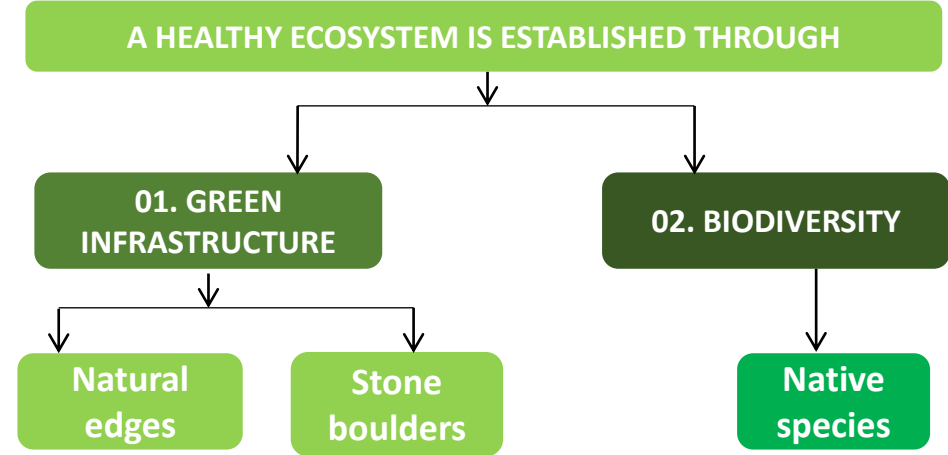 A HEALTHY ECOSYSTEM IS ESTABLISHED THROUGH
01. GREEN
INFRASTRUCTURE
02. BIODIVERSITY
Natural
edges
Stone
boulders
Native
species